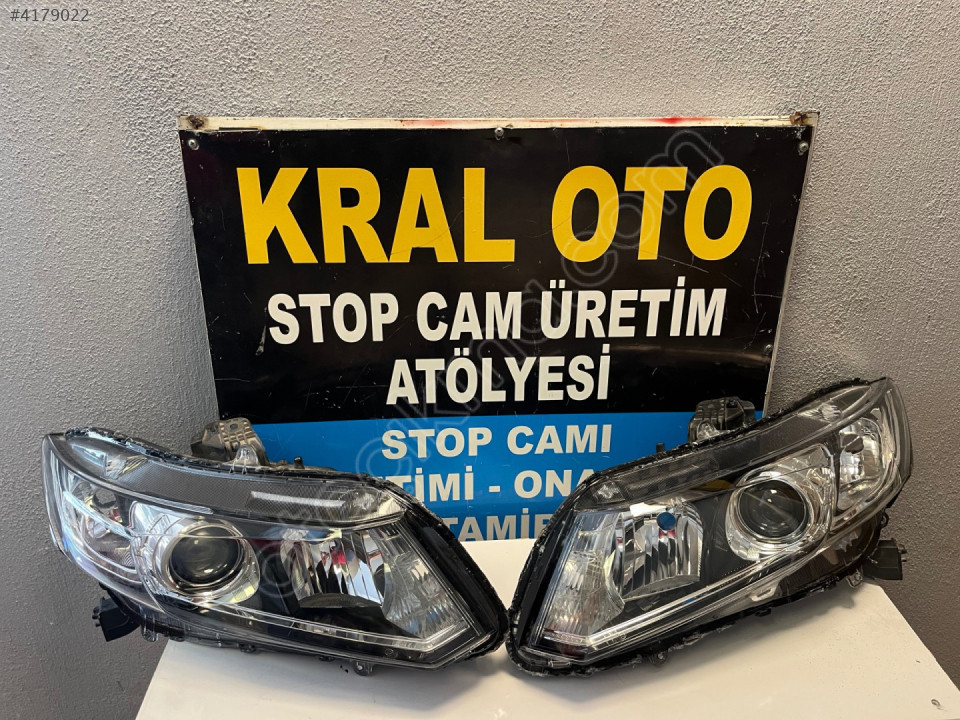 #4179022
KRAL OTO
STOP CAM ÜRETİM
ATÖLYESİ
STOP CAMI